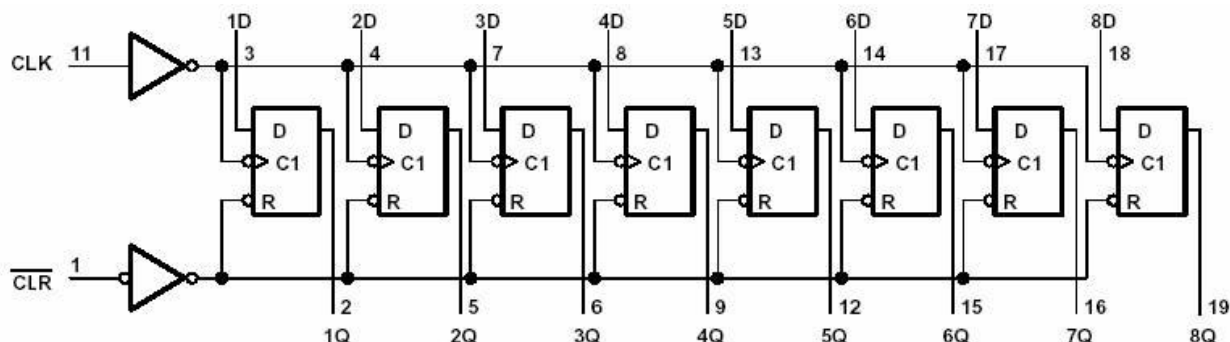 1D 2D 3D 4D 5D 6D 7D 8D
CLK 11 3 4 7 8 13 14 17 18
D D D D D D D D
C1 C1 C1 C1 C1 C1 C1 C1
R R R R R R R R
CLR 1
2 5 6 9 12 15 16 19
1Q 2Q 3Q 4Q 5Q 6Q 7Q 8Q